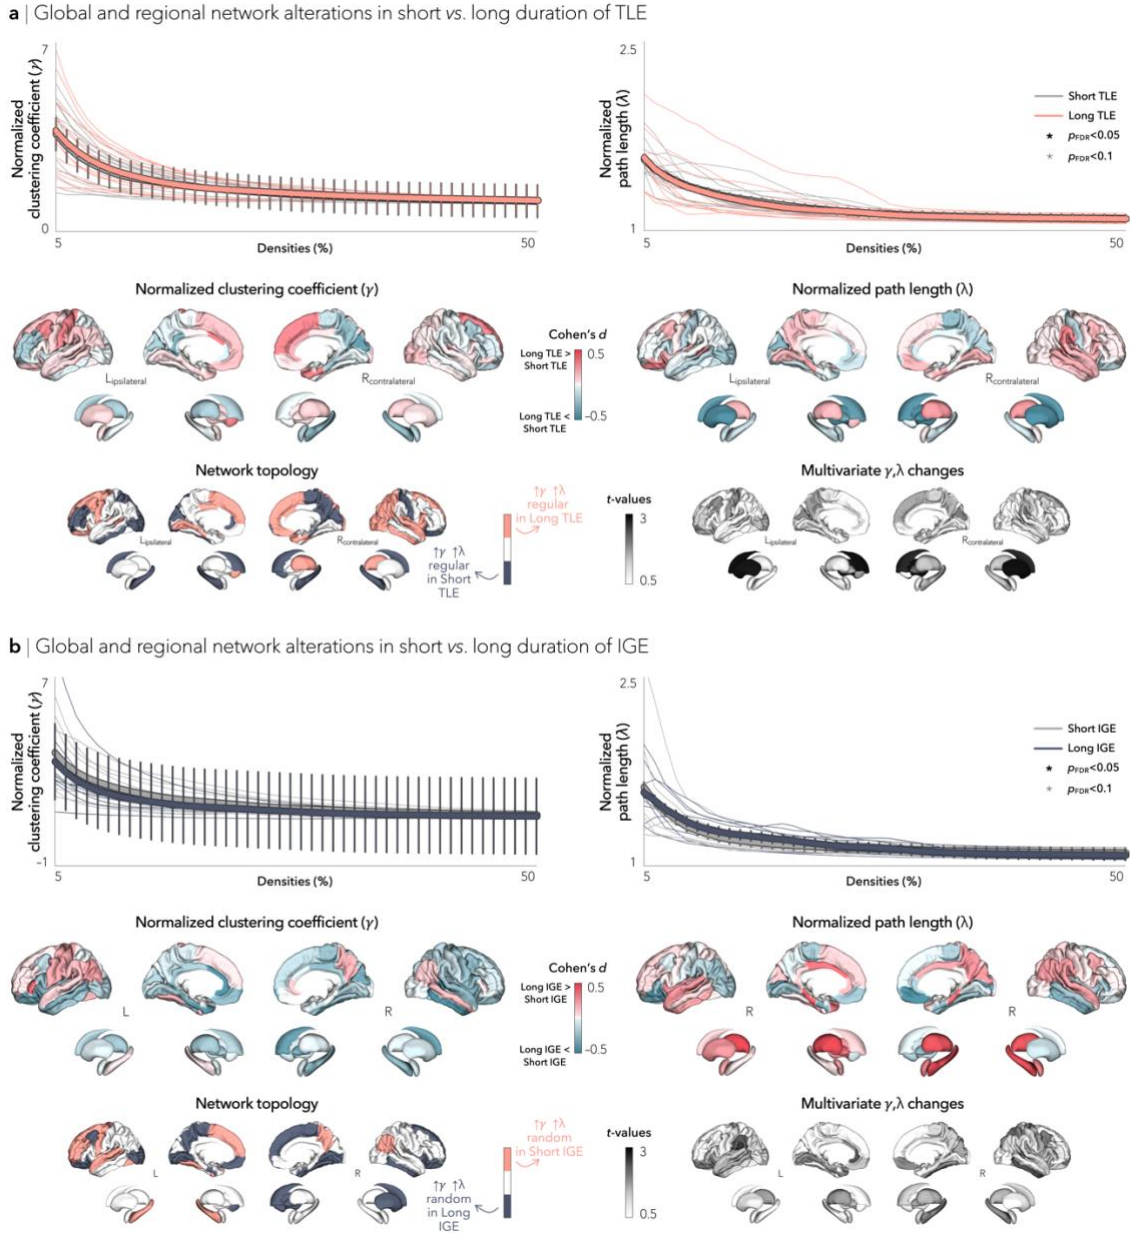 a | Global and regional network alterations in short vs. long duration of TLE
7
Normalized
clustering coefficient (γ)
0
5
50
Densities (%)
2.5
Normalized
path length (λ)
1
5
50
Densities (%)
Short TLE
Long TLE
★ pFDR<0.05
★ pFDR<0.1
Normalized clustering coefficient (γ)
Normalized path length (λ)
Cohen's d
Long TLE >
Short TLE
0.5
Long TLE <
Short TLE
−0.5
Lipsilateral
Rcontralateral
Lipsilateral
Rcontralateral
Network topology
Multivariate γ,λ changes
Lipsilateral
Rcontralateral
↑γ ↑λ
regular
in Long TLE
↑γ ↑λ
regular
in Short
TLE
t-values
3
0.5
Lipsilateral
Rcontralateral
b | Global and regional network alterations in short vs. long duration of IGE
7
Normalized
clustering coefficient (γ)
−1
5
50
Densities (%)
2.5
Normalized
path length (λ)
1
5
50
Densities (%)
Short IGE
Long IGE
★ pFDR<0.05
★ pFDR<0.1
Normalized clustering coefficient (γ)
Normalized path length (λ)
Cohen's d
Long IGE >
Short IGE
0.5
Long IGE <
Short IGE
−0.5
L
R
R
R
Network topology
Multivariate γ,λ changes
L
R
↑γ ↑λ
random
in Short IGE
↑γ ↑λ
random
in Long
IGE
t-values
3
0.5
L
R